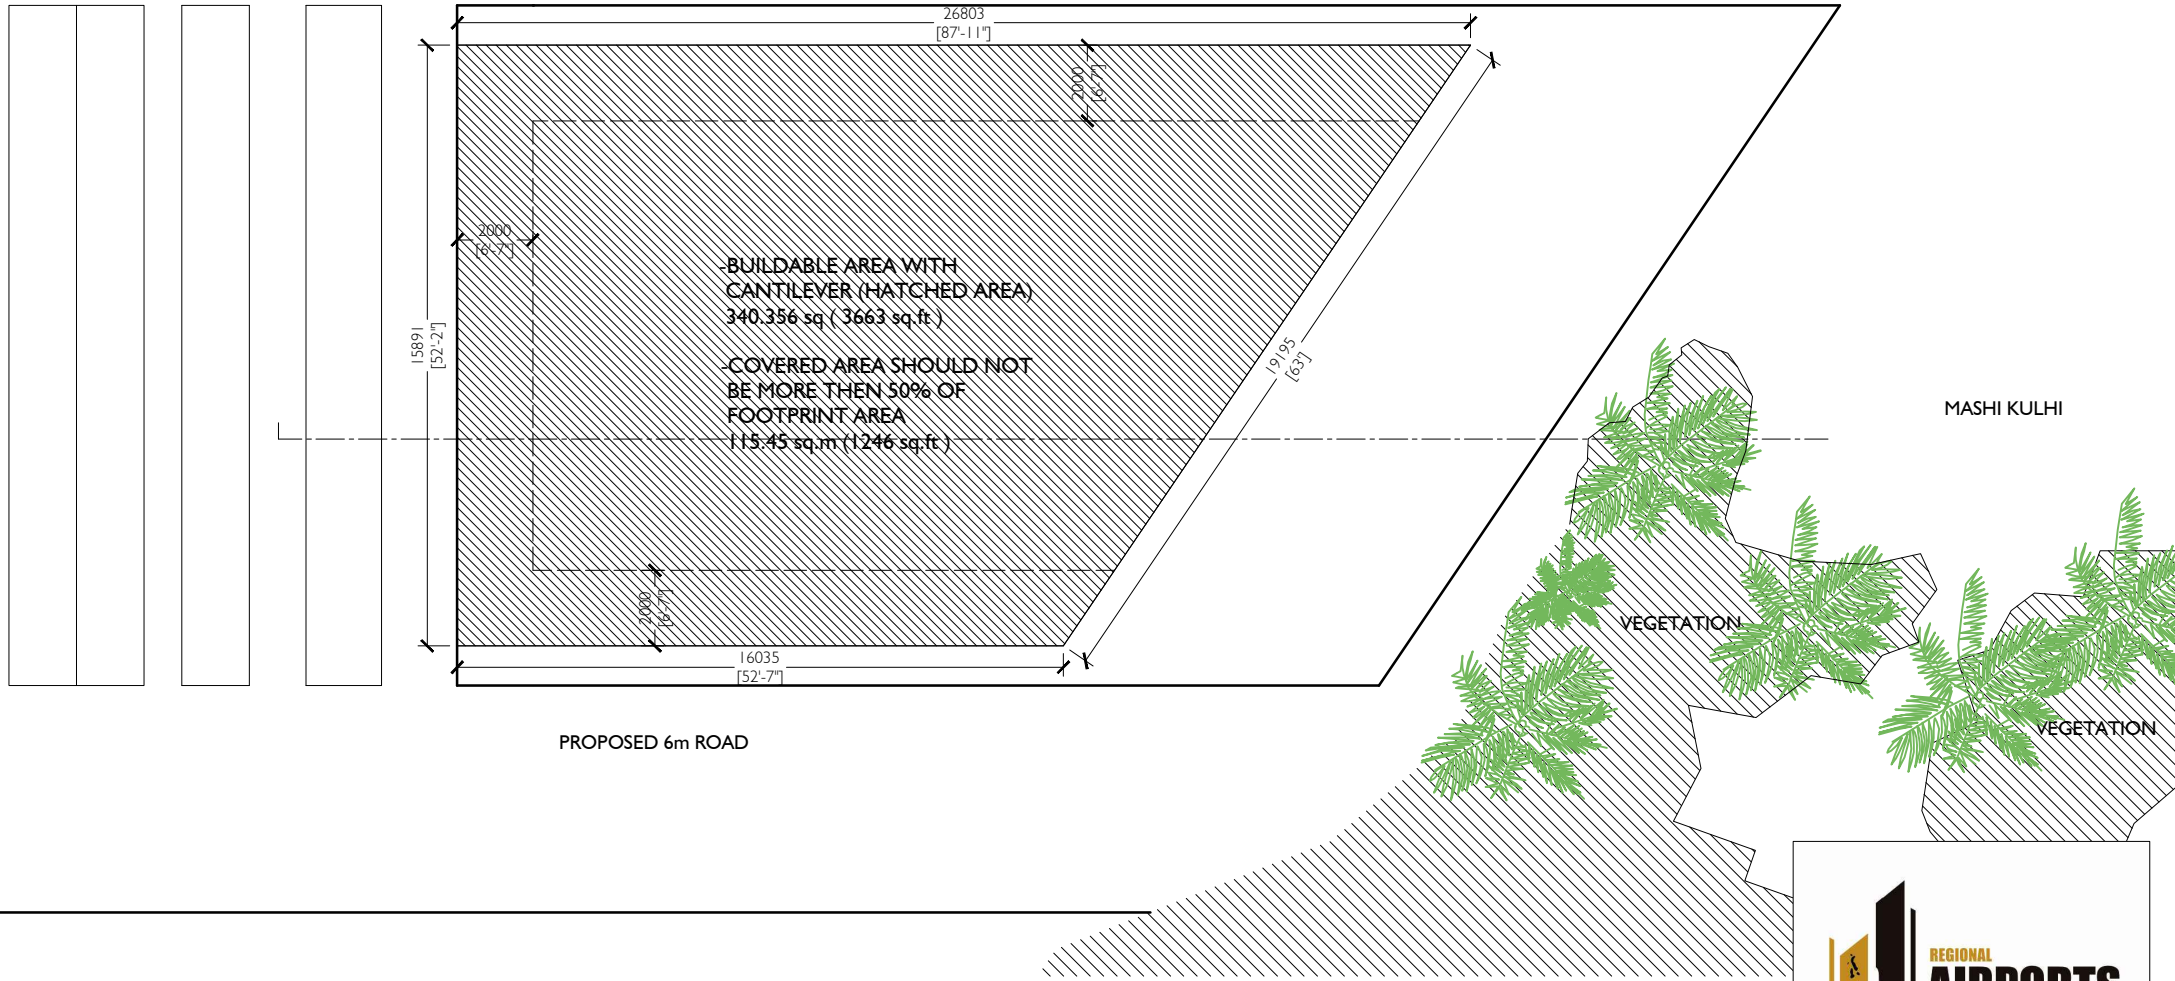 26803
[87'-11"]
2000
[6'-7"]
2000
[6'-7"]
-BUILDABLE AREA WITH
CANTILEVER (HATCHED AREA)
340.356 sq ( 3663 sq.ft )
-COVERED AREA SHOULD NOT
BE MORE THEN 50% OF
FOOTPRINT AREA
115.45 sq.m (1246 sq.ft )
15891
[52'-2"]
19195
[63']
MASHI KULHI
2000
[6'-7"]
VEGETATION
16035
[52'-7"]
VEGETATION
PROPOSED 6m ROAD
REGIONAL
AIRPORTS